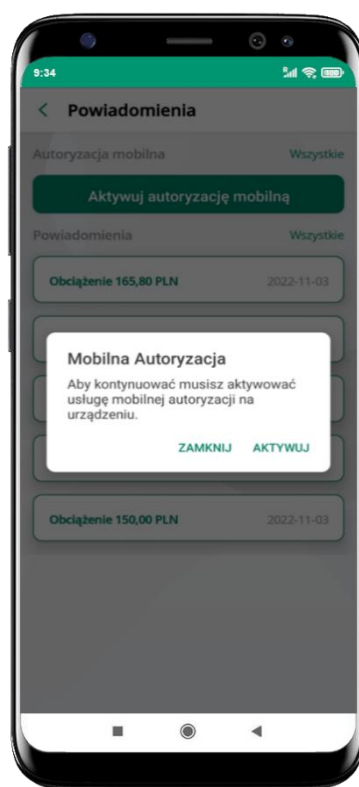 9:34
Powiadomienia
Autoryzacja mobilna Wszystkie
Aktywuj autoryzację mobilną
Powiadomienia Wszystkie
Obciążenie 165,80 PLN 2022-11-03
Mobilna Autoryzacja
Aby kontynuować musisz aktywować
usługę mobilnej autoryzacji na
urządzeniu.
ZAMKNIJ AKTYWUJ
Obciążenie 150,00 PLN 2022-11-03